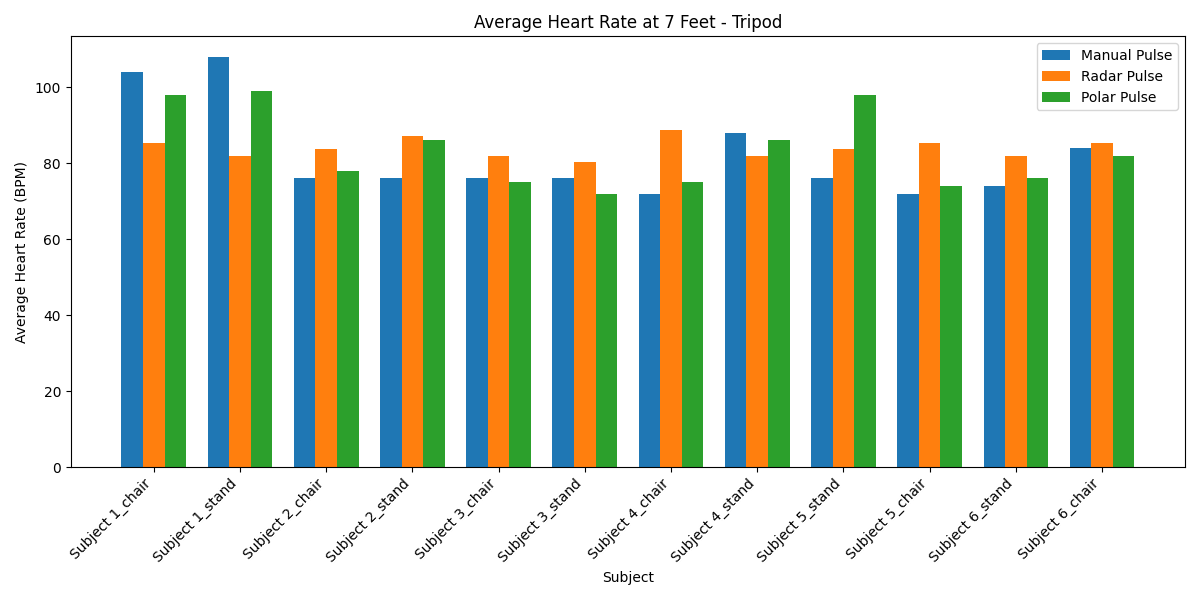 Average Heart Rate at 7 Feet - Tripod
Manual Pulse
Radar Pulse
Polar Pulse
Average Heart Rate (BPM)
100
80
60
40
20
0
Subject 1_chair
Subject 1_stand
Subject 2_chair
Subject 2_stand
Subject 3_chair
Subject 3_stand
Subject 4_chair
Subject 4_stand
Subject 5_stand
Subject 5_chair
Subject 6_stand
Subject 6_chair
Subject